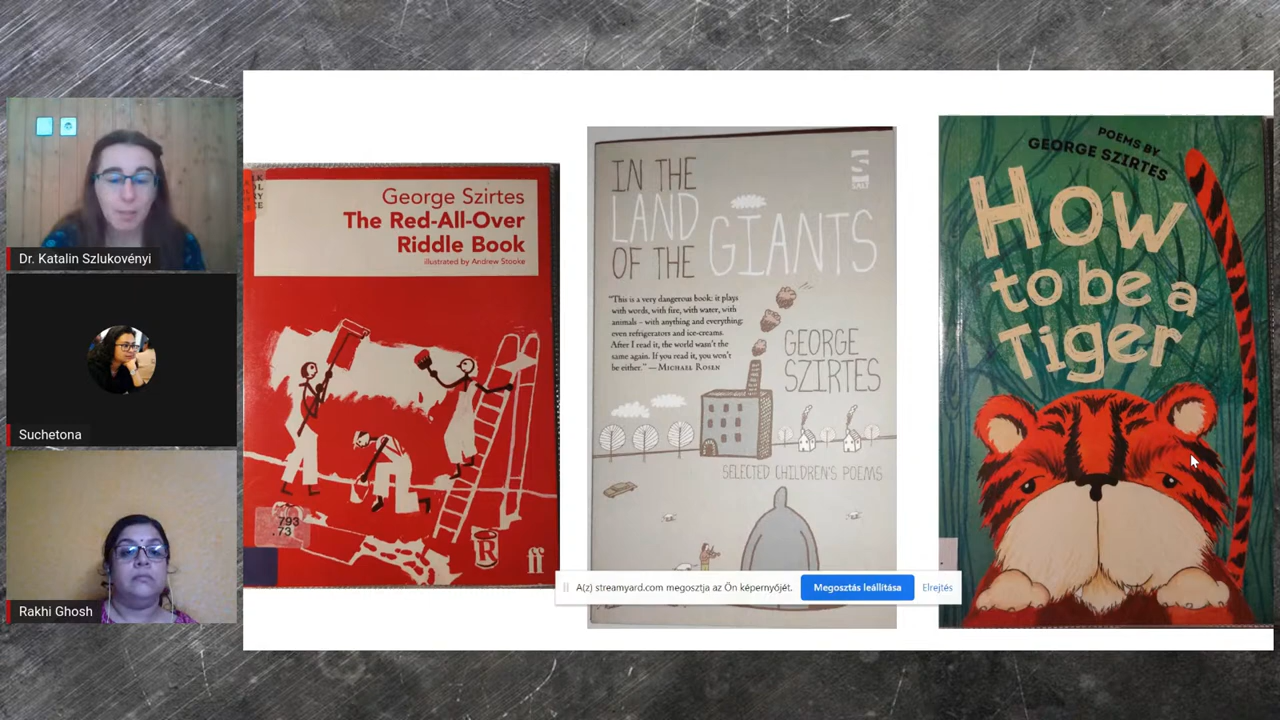 Dr. Katalin Szlukovényi
Suchetona
Rakhi Ghosh
George Szirtes
The Red-All-Over
Riddle Book
illustrated by Andrew Stooke
793
.73
R
ff
IN THE
LAND
OF THE GIANTS
SALT
"This is a very dangerous book: it plays
with words, with fire, with water, with
animals – with anything and everything:
even refrigerators and ice-creams.
After I read it, the world wasn't the
same again. If you read it, you won't
be either." — Michael Rosen
GEORGE
SZIRTES
SELECTED CHILDREN'S POEMS
A(z) streamyard.com megosztja az Ön képernyőjét.
Megosztás leállítása
Elrejtés
POEMS BY
GEORGE SZIRTES
How
to be a
Tiger